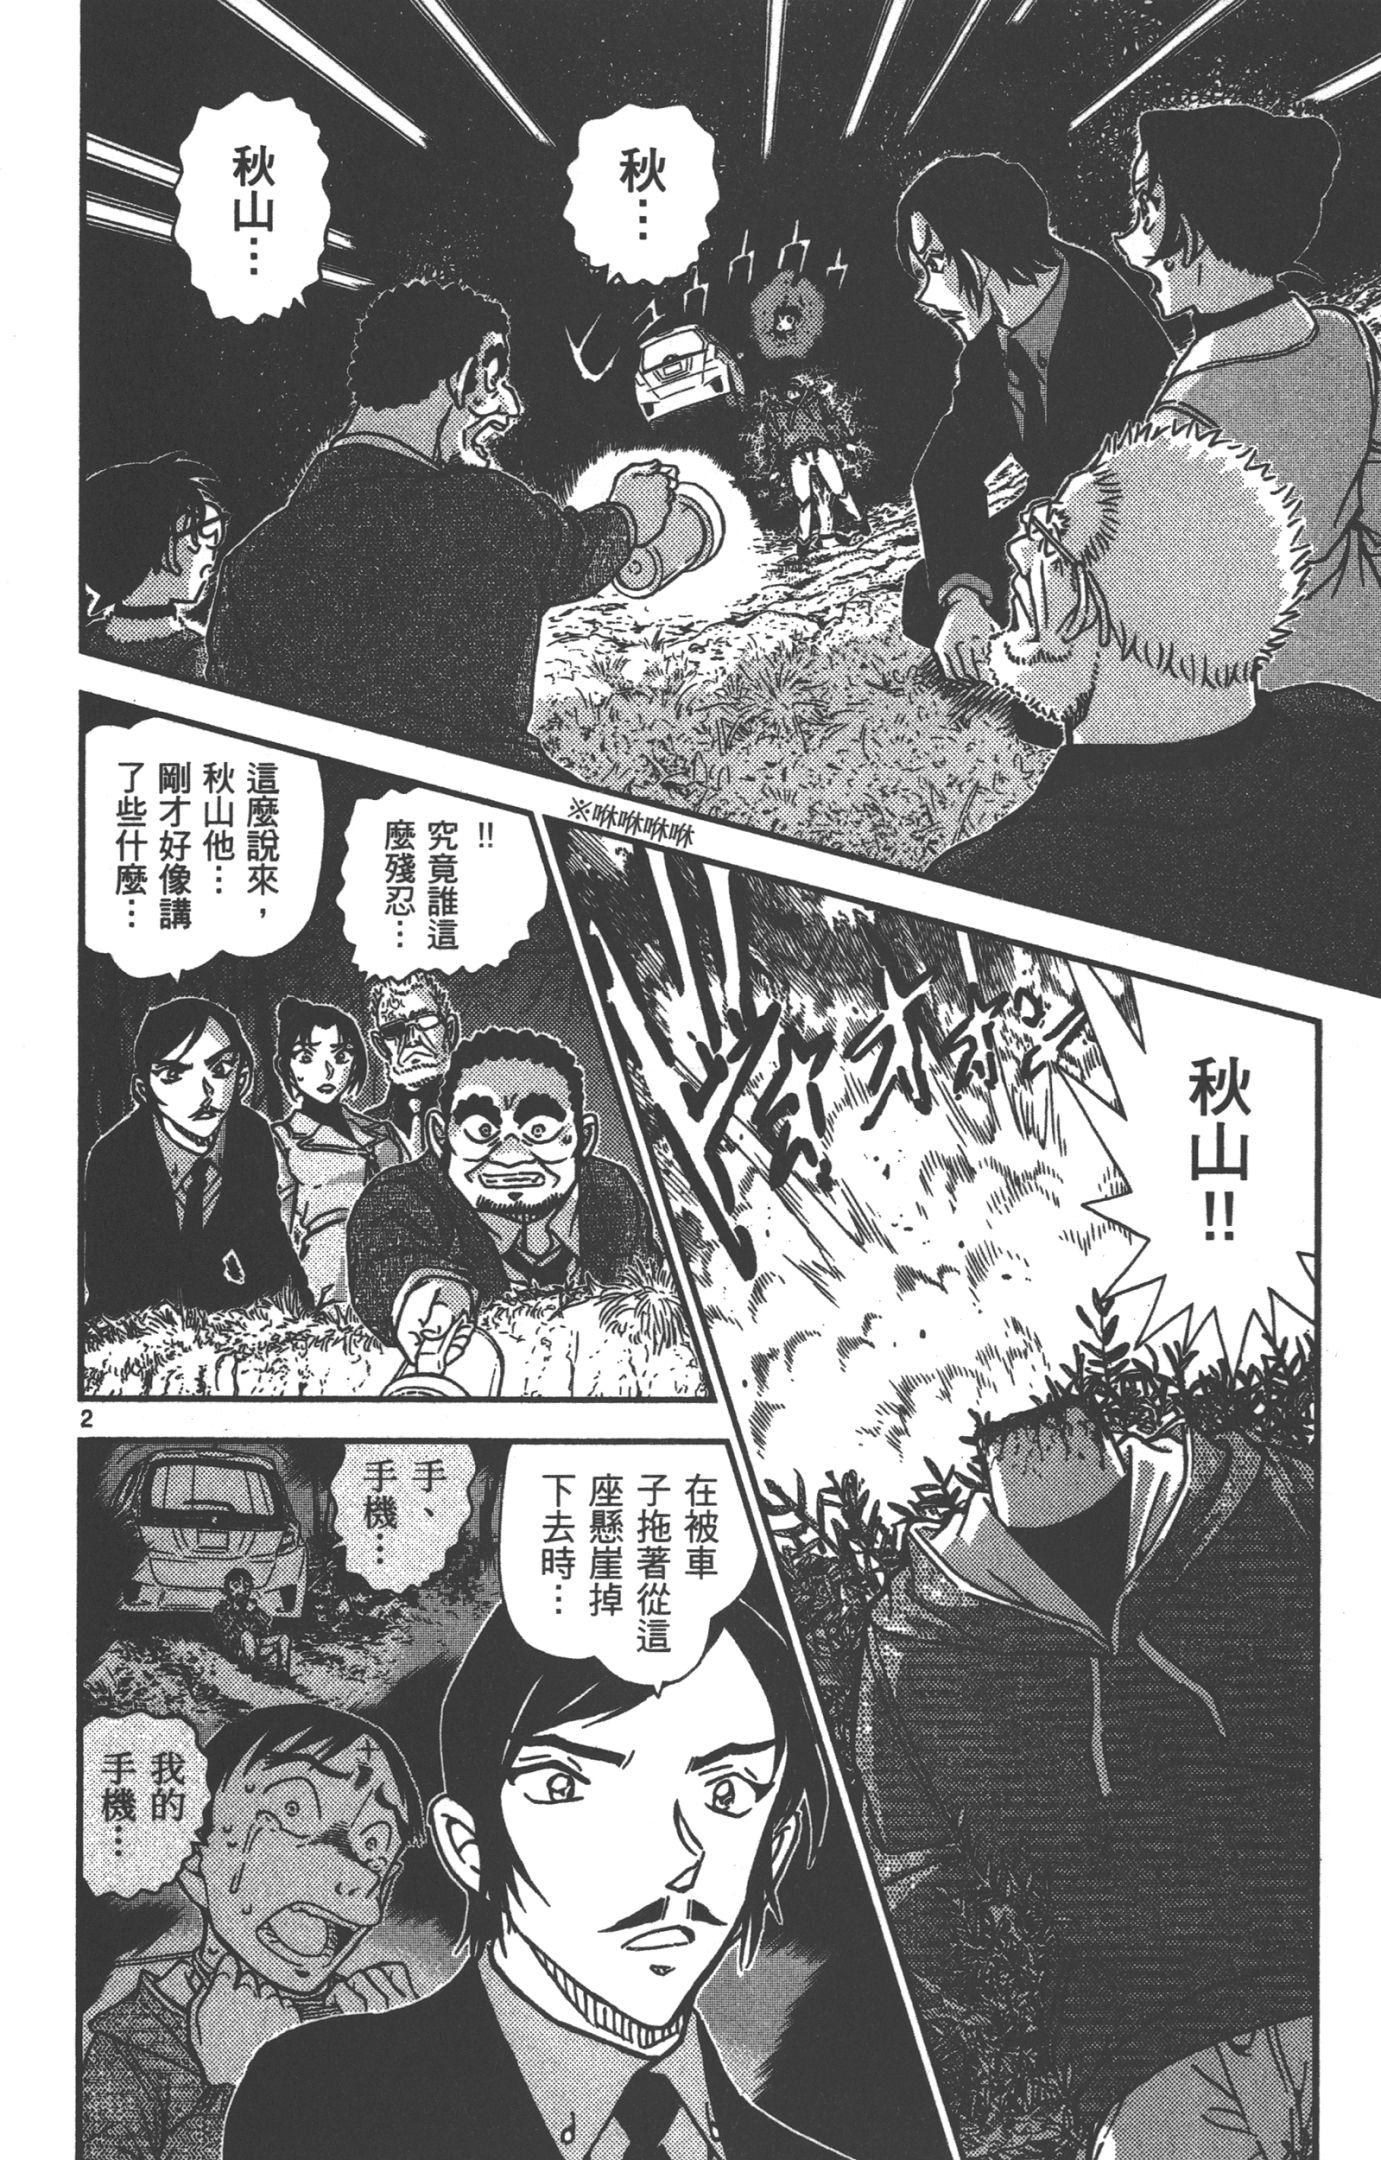 秋…
秋山…
※咻咻咻咻
秋山!!
!!
究竟誰這
麼殘忍…
這麼說來，
秋山他…
剛才好像講
了些什麼…
2
在被車
子拖著從這
座懸崖掉
下去時…
手、
手機…
我的
手機…